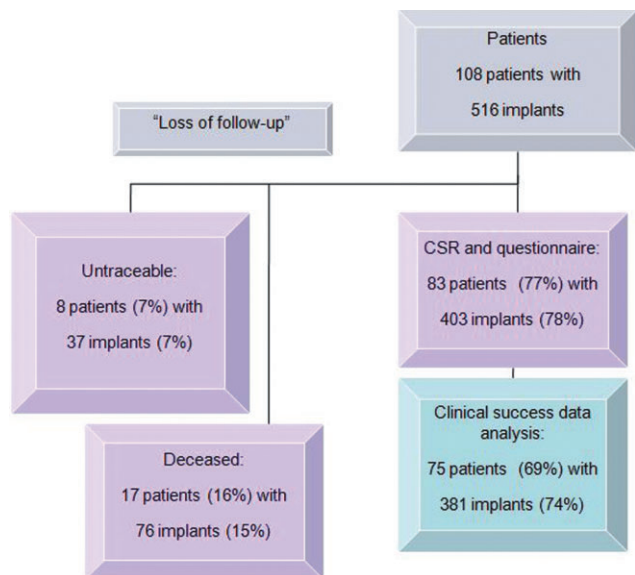 Patients
108 patients with
516 implants
“Loss of follow-up”
Untraceable:
8 patients (7%) with
37 implants (7%)
CSR and questionnaire:
83 patients (77%) with
403 implants (78%)
Deceased:
17 patients (16%) with
76 implants (15%)
Clinical success data
analysis:
75 patients (69%) with
381 implants (74%)